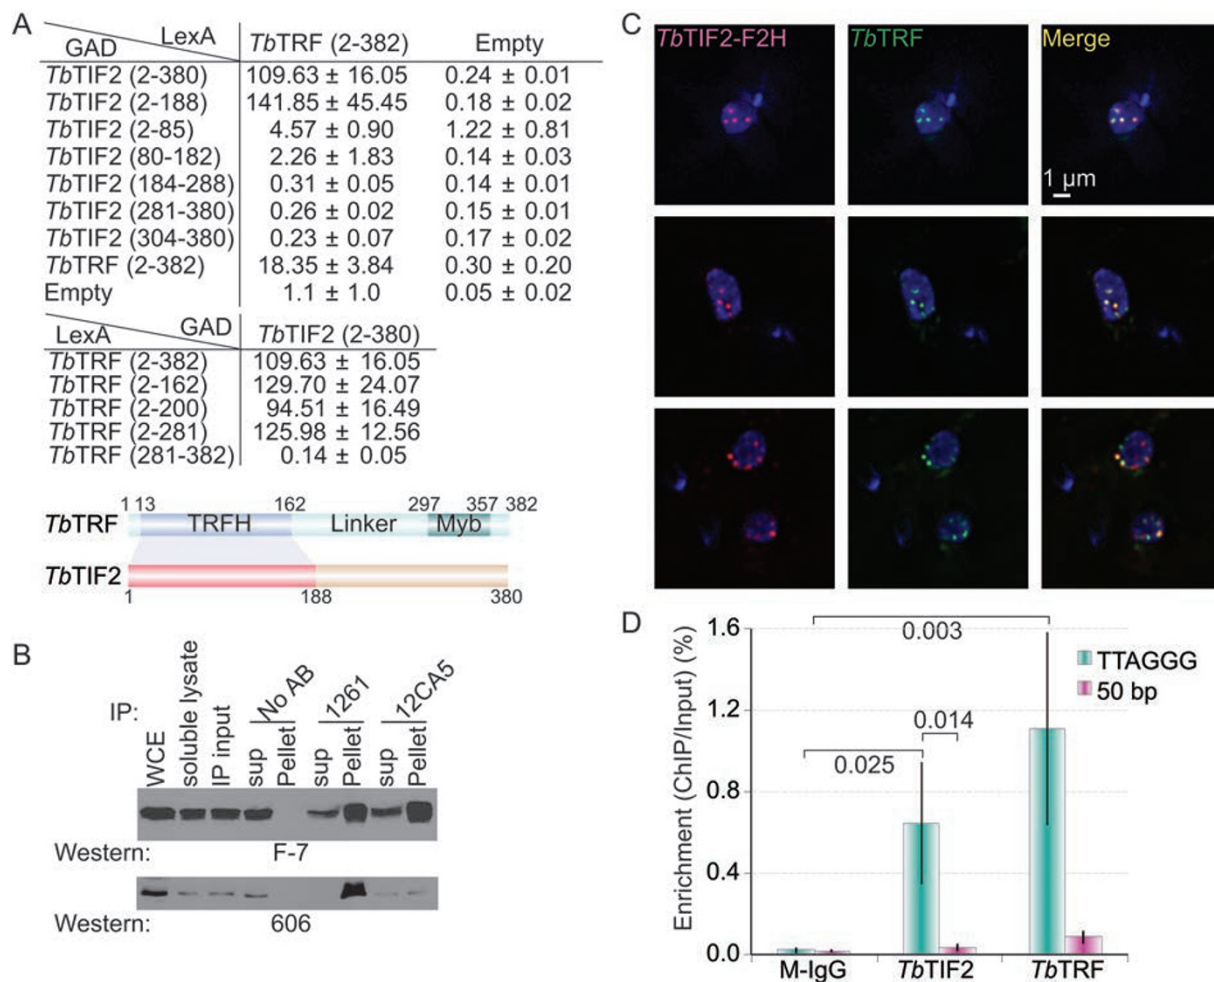 A
LexA
GAD
TbTRF (2-382) Empty
TbTIF2 (2-380) 109.63 ± 16.05 0.24 ± 0.01
TbTIF2 (2-188) 141.85 ± 45.45 0.18 ± 0.02
TbTIF2 (2-85) 4.57 ± 0.90 1.22 ± 0.81
TbTIF2 (80-182) 2.26 ± 1.83 0.14 ± 0.03
TbTIF2 (184-288) 0.31 ± 0.05 0.14 ± 0.01
TbTIF2 (281-380) 0.26 ± 0.02 0.15 ± 0.01
TbTIF2 (304-380) 0.23 ± 0.07 0.17 ± 0.02
TbTRF (2-382) 18.35 ± 3.84 0.30 ± 0.20
Empty 1.1 ± 1.0 0.05 ± 0.02
GAD
LexA
TbTIF2 (2-380)
TbTRF (2-382) 109.63 ± 16.05
TbTRF (2-162) 129.70 ± 24.07
TbTRF (2-200) 94.51 ± 16.49
TbTRF (2-281) 125.98 ± 12.56
TbTRF (281-382) 0.14 ± 0.05
1 13 162 297 357 382
TbTRF TRFH Linker Myb
TbTIF2
1 188 380
B
IP:
WCE
soluble lysate
IP input
No AB
sup
Pellet
1261
sup
Pellet
12CA5
sup
Pellet
Western: F-7
Western: 606
C
TbTIF2-F2H TbTRF Merge
1 µm
D
Enrichment (ChIP/Input) (%)
1.6
1.2
0.8
0.4
0.0
0.003
0.014
0.025
TTAGGG
50 bp
M-IgG TbTIF2 TbTRF